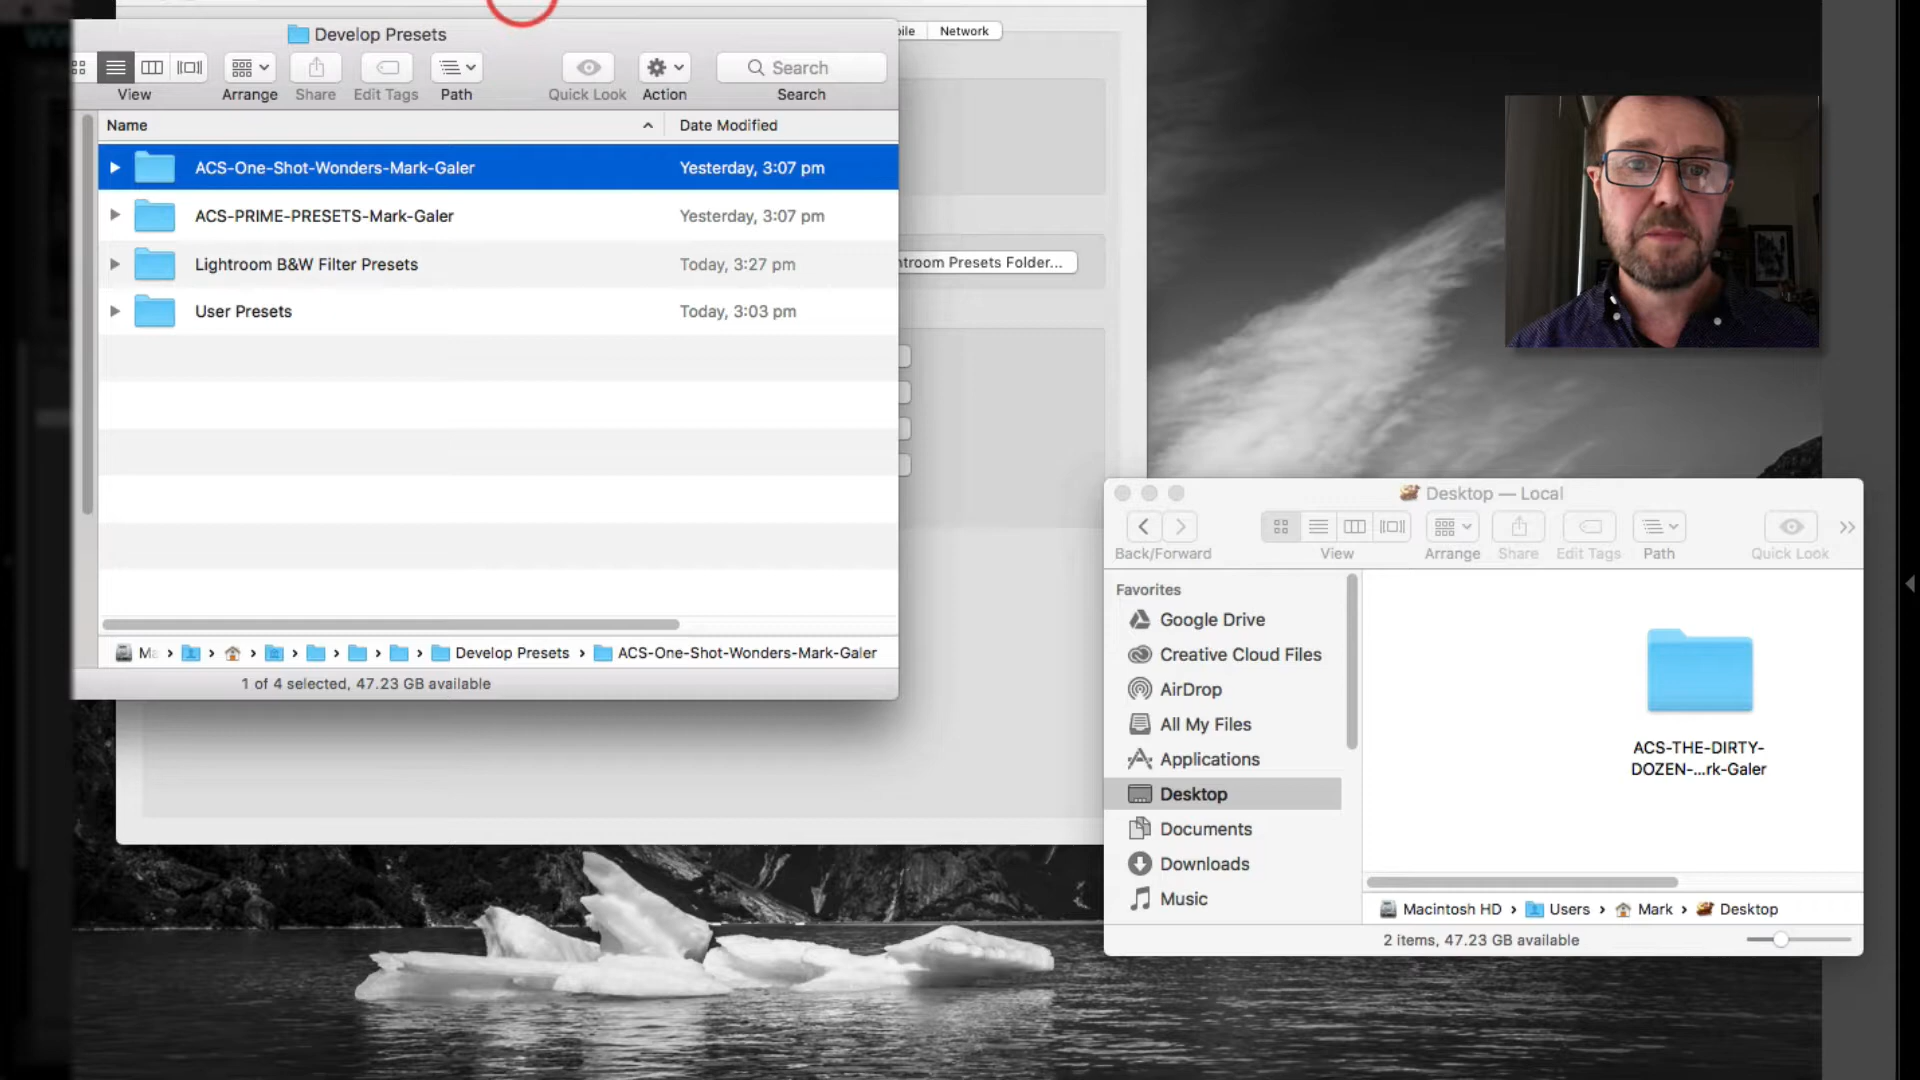 Develop Presets
View
Arrange
Share
Edit Tags
Path
Quick Look
Action
Search
Search
Name
Date Modified
ACS-One-Shot-Wonders-Mark-Galer
Yesterday, 3:07 pm
ACS-PRIME-PRESETS-Mark-Galer
Yesterday, 3:07 pm
Lightroom B&W Filter Presets
Today, 3:27 pm
User Presets
Today, 3:03 pm
Develop Presets
ACS-One-Shot-Wonders-Mark-Galer
1 of 4 selected, 47.23 GB available
Network
Presets Folder...
Desktop — Local
Back/Forward
View
Arrange
Share
Edit Tags
Path
Quick Look
Favorites
Google Drive
Creative Cloud Files
AirDrop
All My Files
Applications
Desktop
Documents
Downloads
Music
ACS-THE-DIRTY-
DOZEN-...rk-Galer
Macintosh HD
Users
Mark
Desktop
2 items, 47.23 GB available